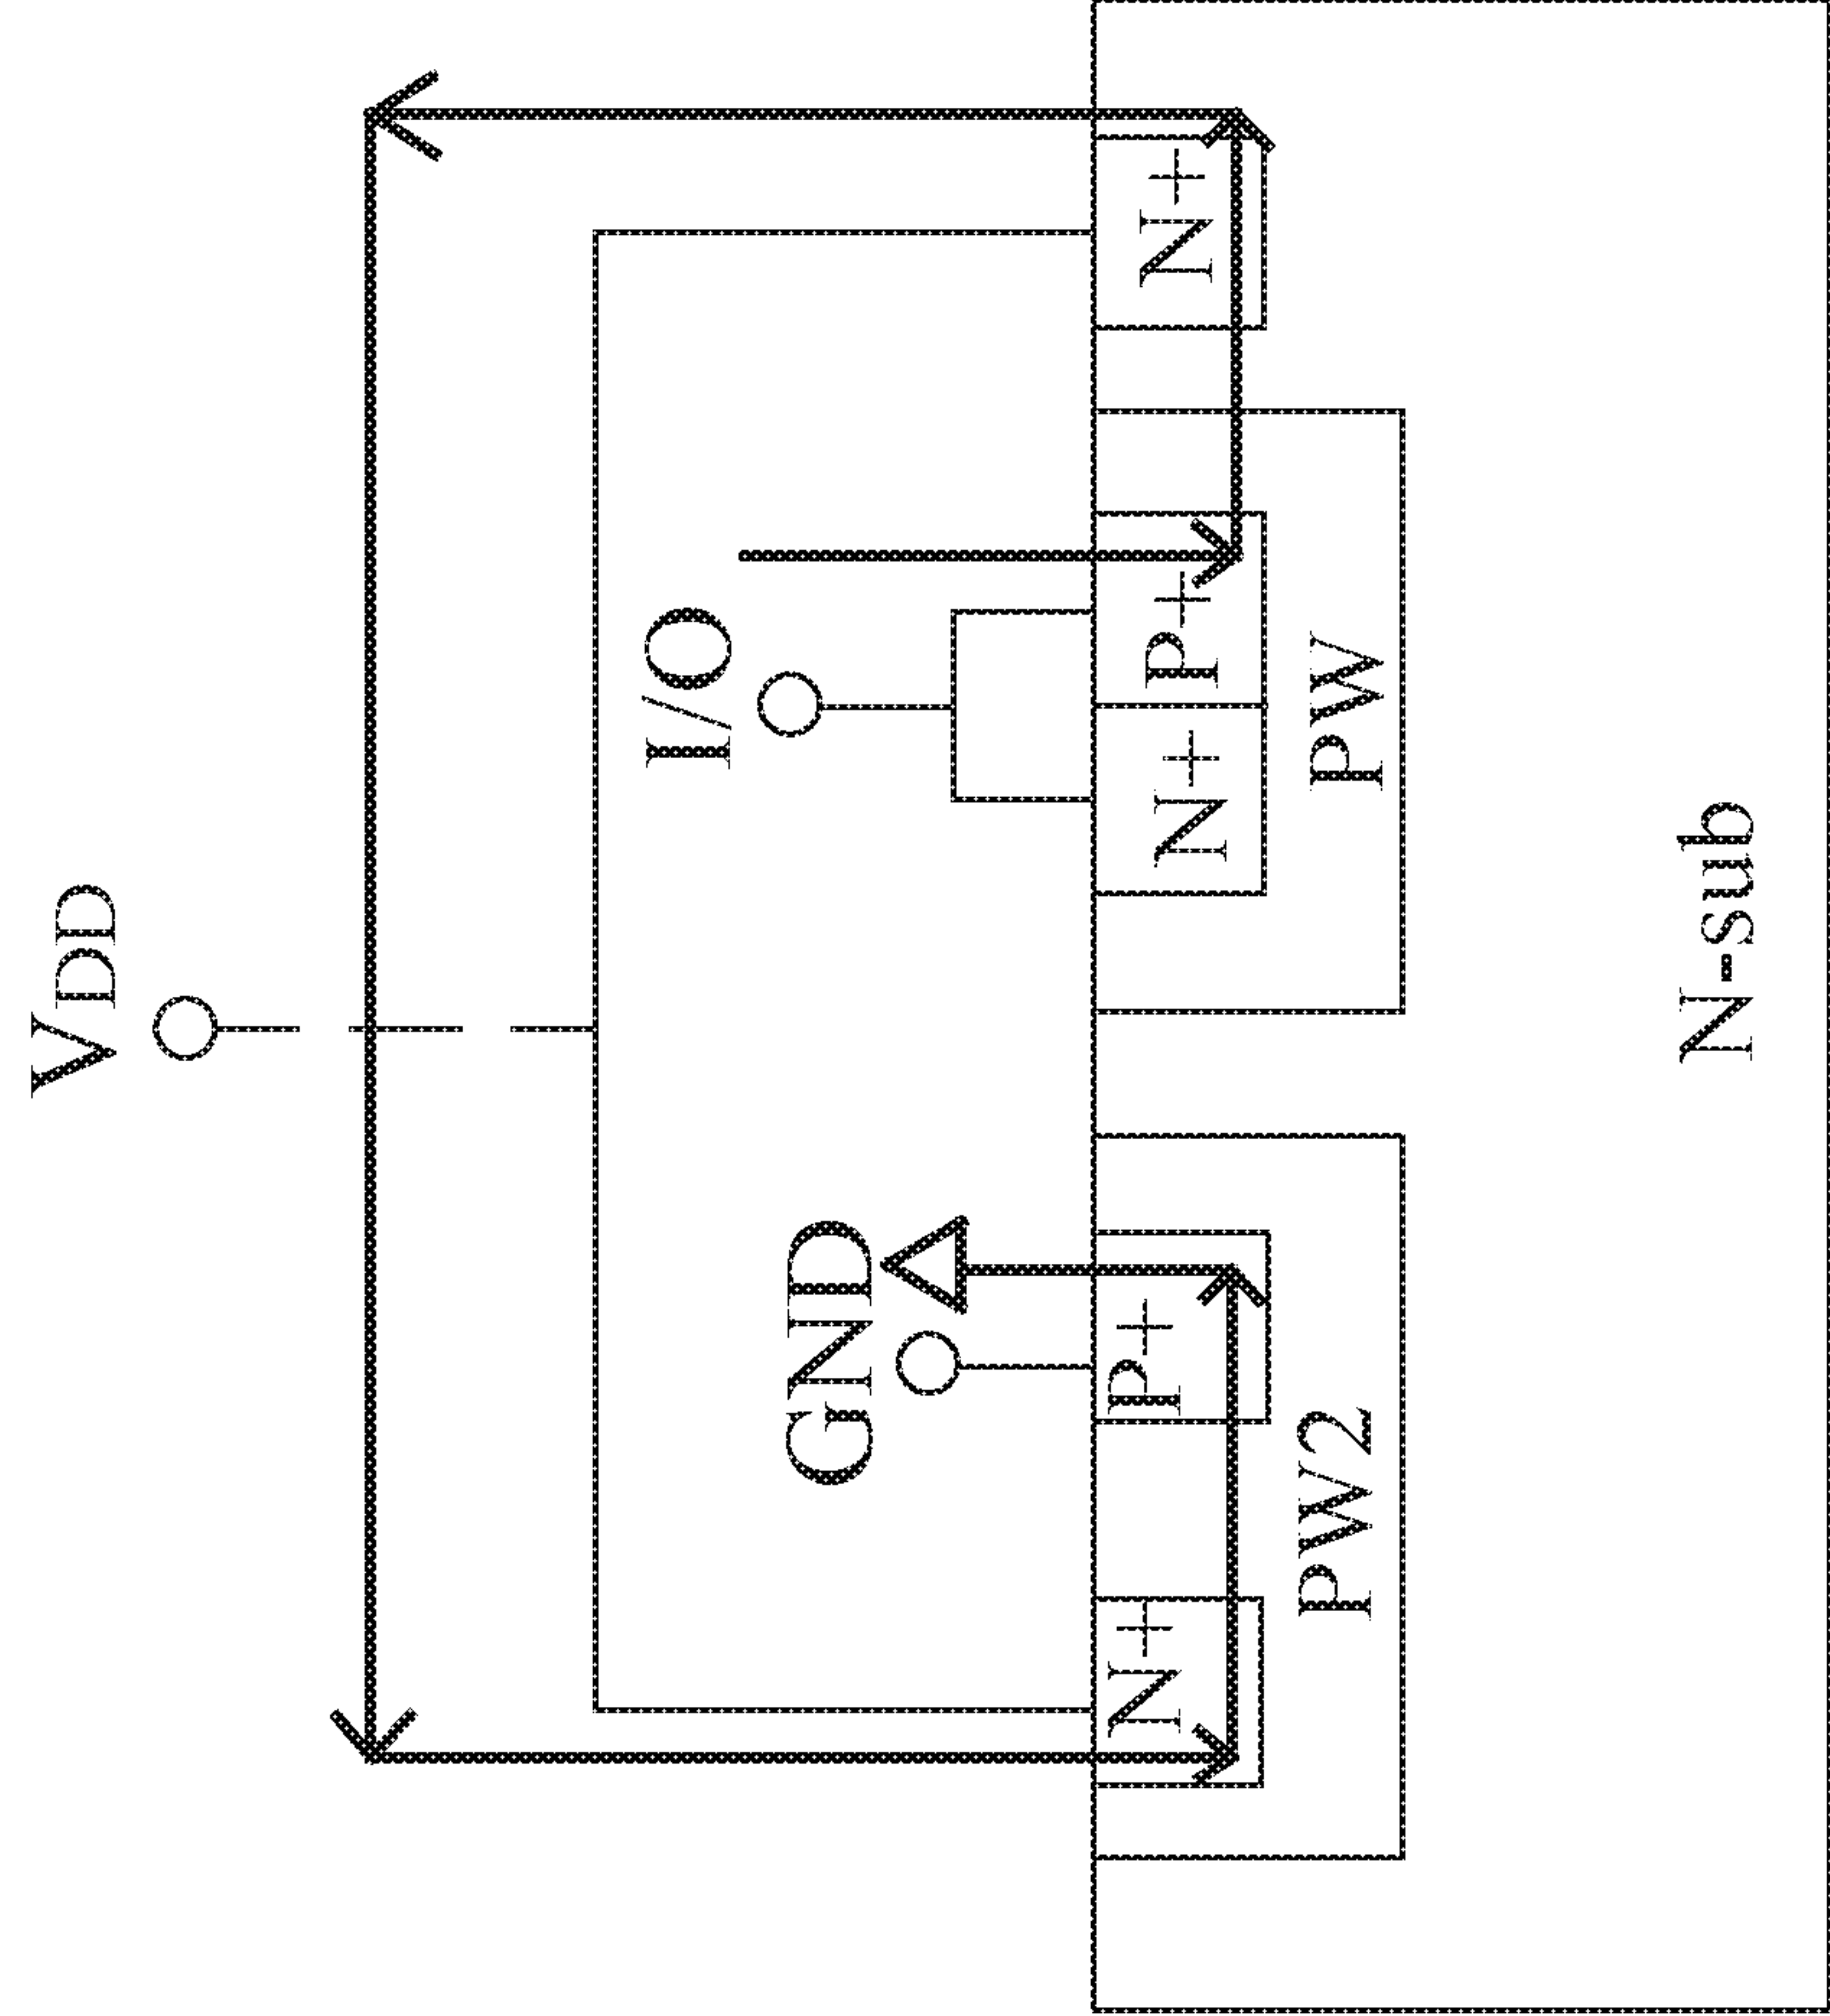 VDD
GND
I/O
N+
P+
N+
P+
N+
PW2
PW
N-sub